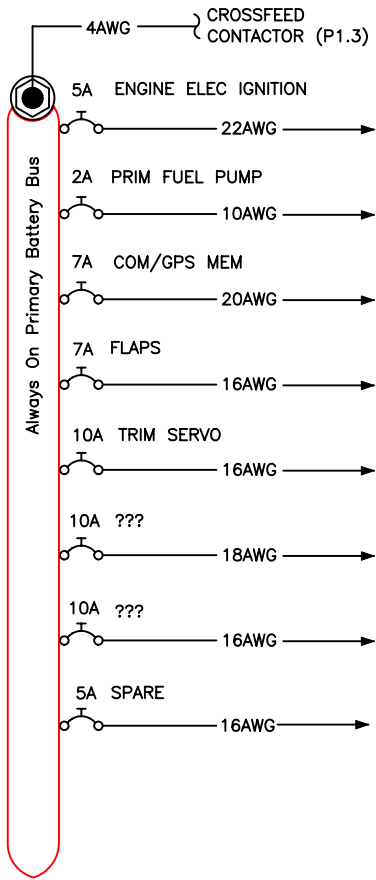 4AWG
CROSSFEED
CONTACTOR (P1.3)
Always On Primary Battery Bus
5A ENGINE ELEC IGNITION
22AWG
2A PRIM FUEL PUMP
10AWG
7A COM/GPS MEM
20AWG
7A FLAPS
16AWG
10A TRIM SERVO
16AWG
10A ???
18AWG
10A ???
16AWG
5A SPARE
16AWG